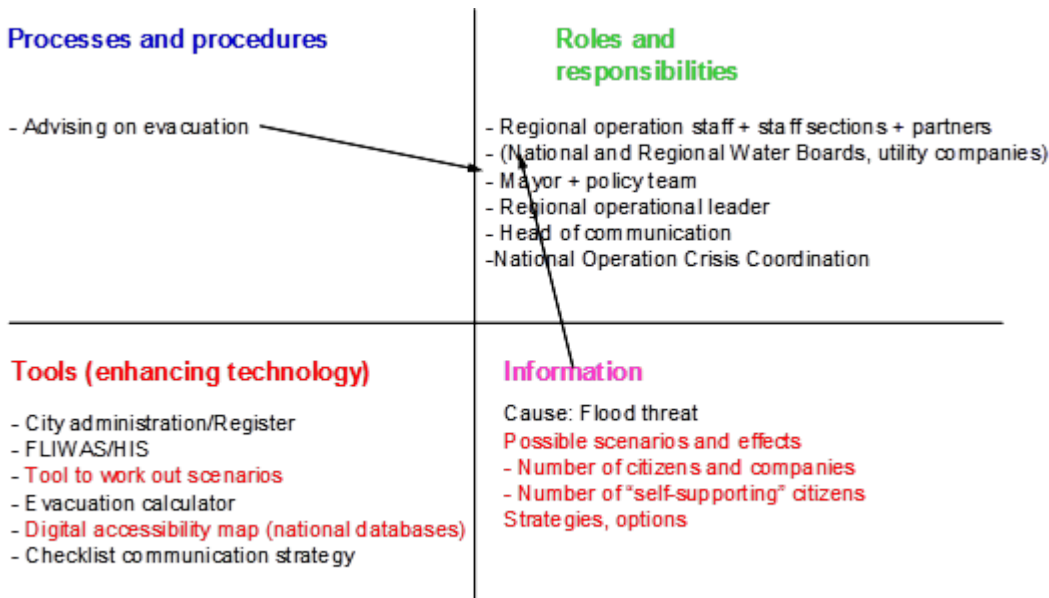 Processes and procedures
- Advising on evacuation
Roles and
responsibilities
- Regional operation staff + staff sections + partners
- (National and Regional Water Boards, utility companies)
- Mayor + policy team
- Regional operational leader
- Head of communication
-National Operation Crisis Coordination
Tools (enhancing technology)
- City administration/Register
- FLIWAS/HIS
- Tool to work out scenarios
- Evacuation calculator
- Digital accessibility map (national databases)
- Checklist communication strategy
Information
Cause: Flood threat
Possible scenarios and effects
- Number of citizens and companies
- Number of “self-supporting” citizens
Strategies, options